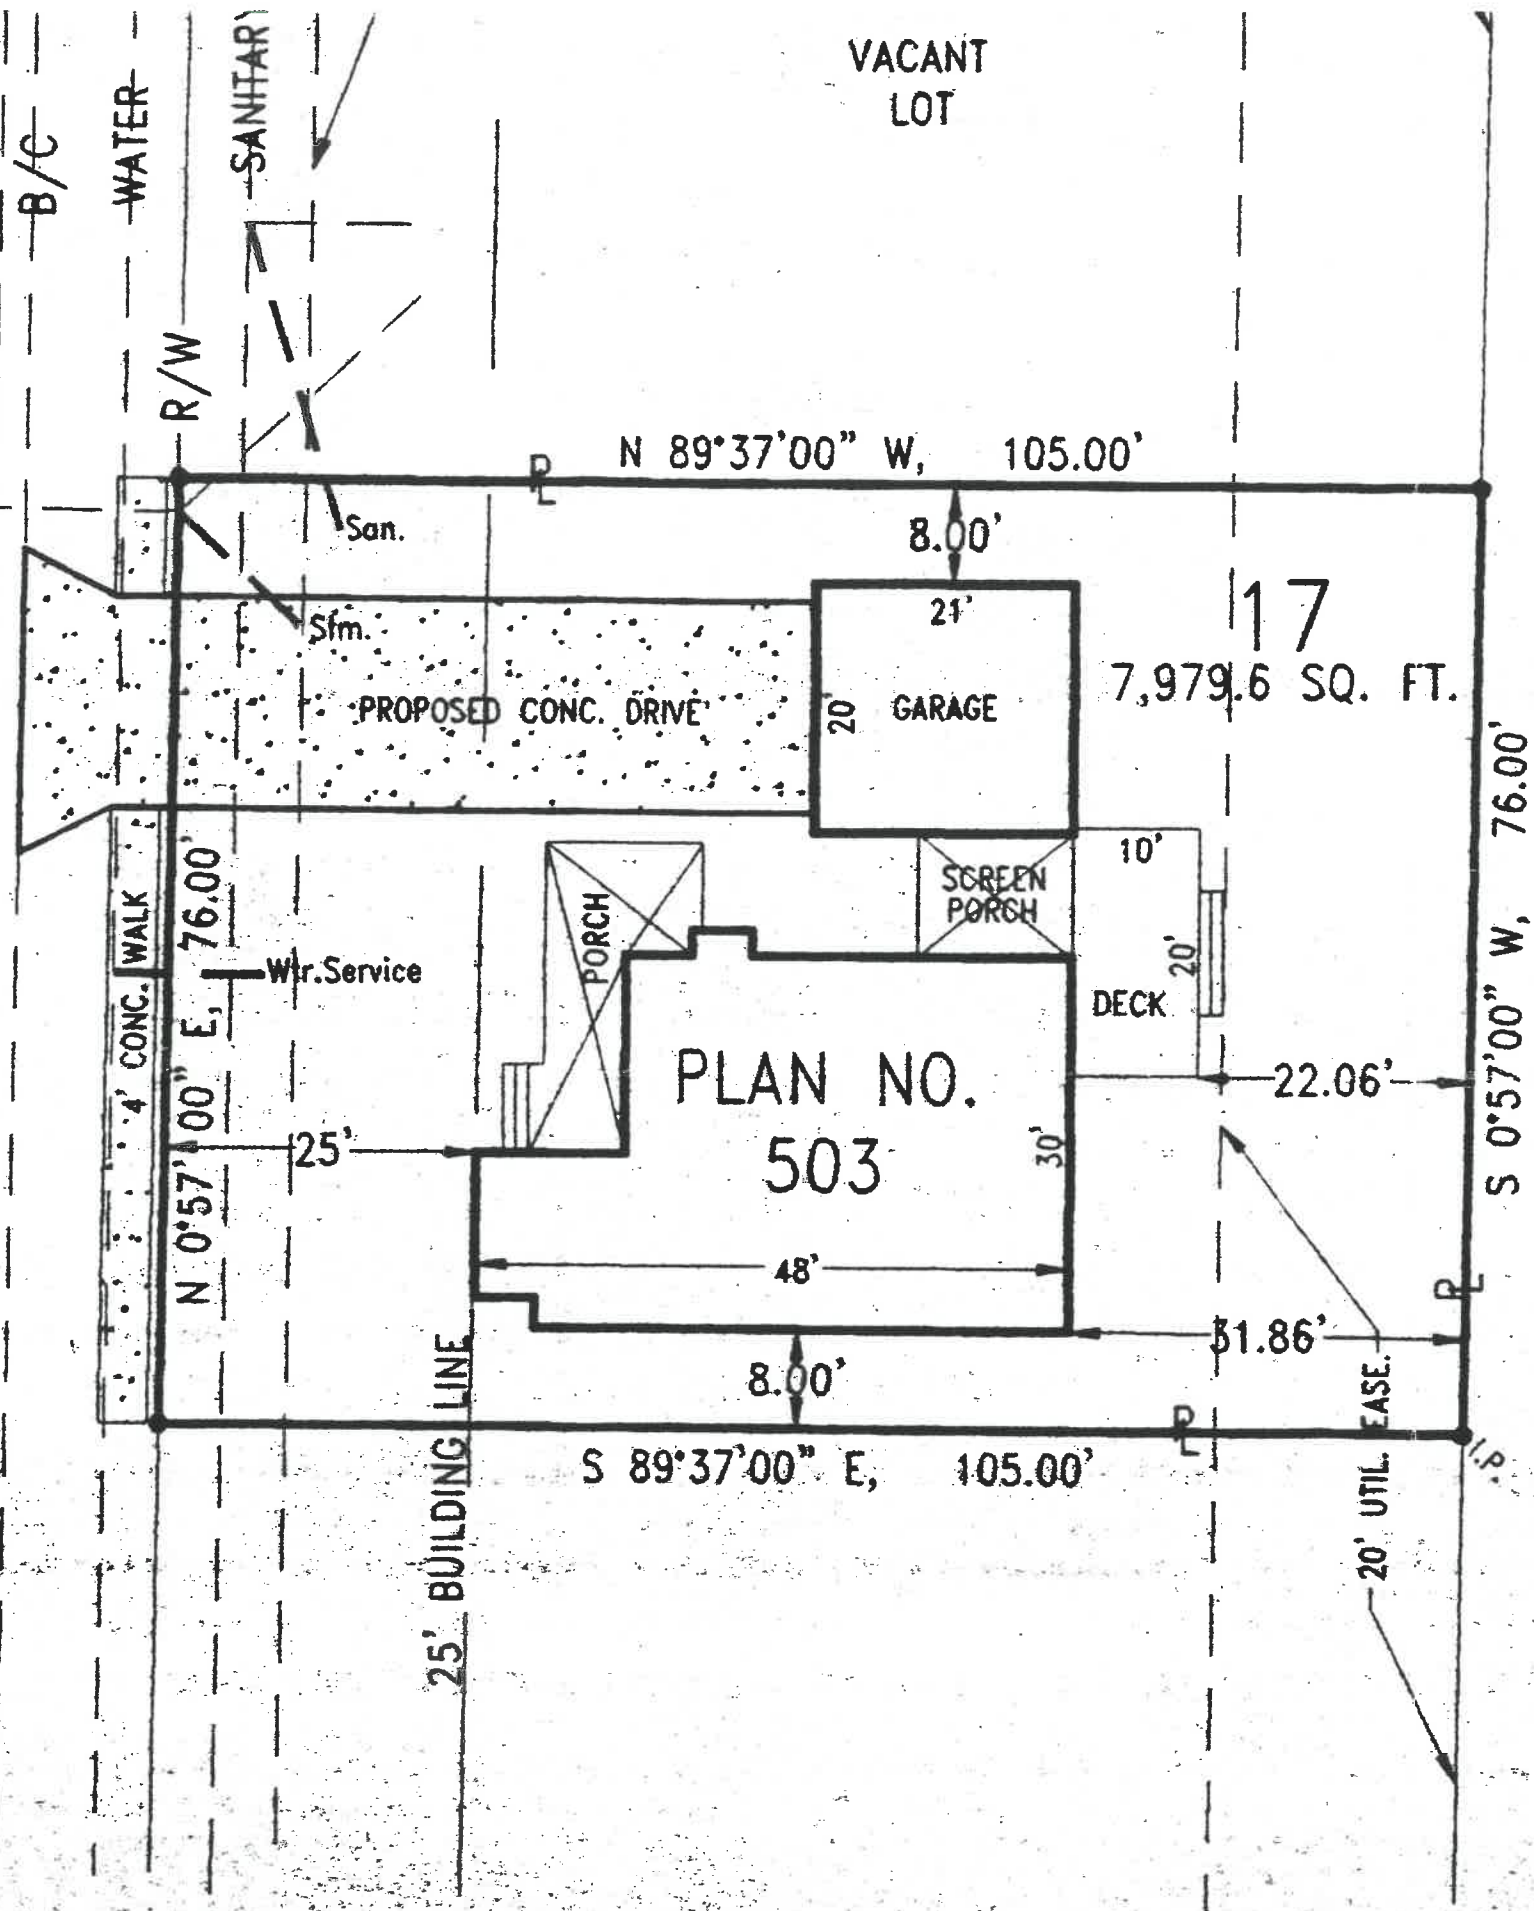 VACANT
LOT
B/C
WATER
SANITARY
R/W
N 89°37'00" W, 105.00'
PL
San.
8.00'
Stm.
21'
17
7,979.6 SQ. FT.
PROPOSED CONC. DRIVE
20'
GARAGE
S 0°57'00" W, 76.00'
N 0°57'00" E, 76.00'
4' CONC. WALK
PORCH
SCREEN
PORCH
10'
20'
DECK
Wtr.Service
PLAN NO.
503
22.06'
25'
30'
48'
31.86'
PL
8.00'
25' BUILDING LINE
S 89°37'00" E, 105.00'
PL
I.P.
20' UTIL. EASE.